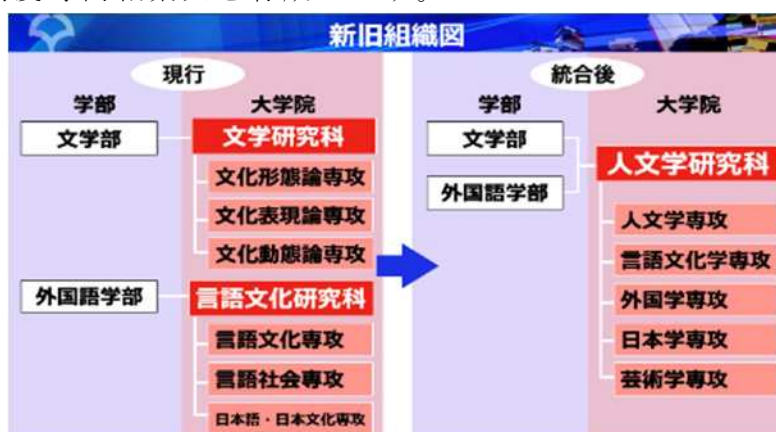 新旧組織図
現行
学部
大学院
文学部
文学研究科
文化形態論専攻
文化表現論専攻
文化動態論専攻
外国語学部
言語文化研究科
言語文化専攻
言語社会専攻
日本語・日本文化専攻
統合後
学部
大学院
文学部
外国語学部
人文学研究科
人文学専攻
言語文化学専攻
外国学専攻
日本学専攻
芸術学専攻